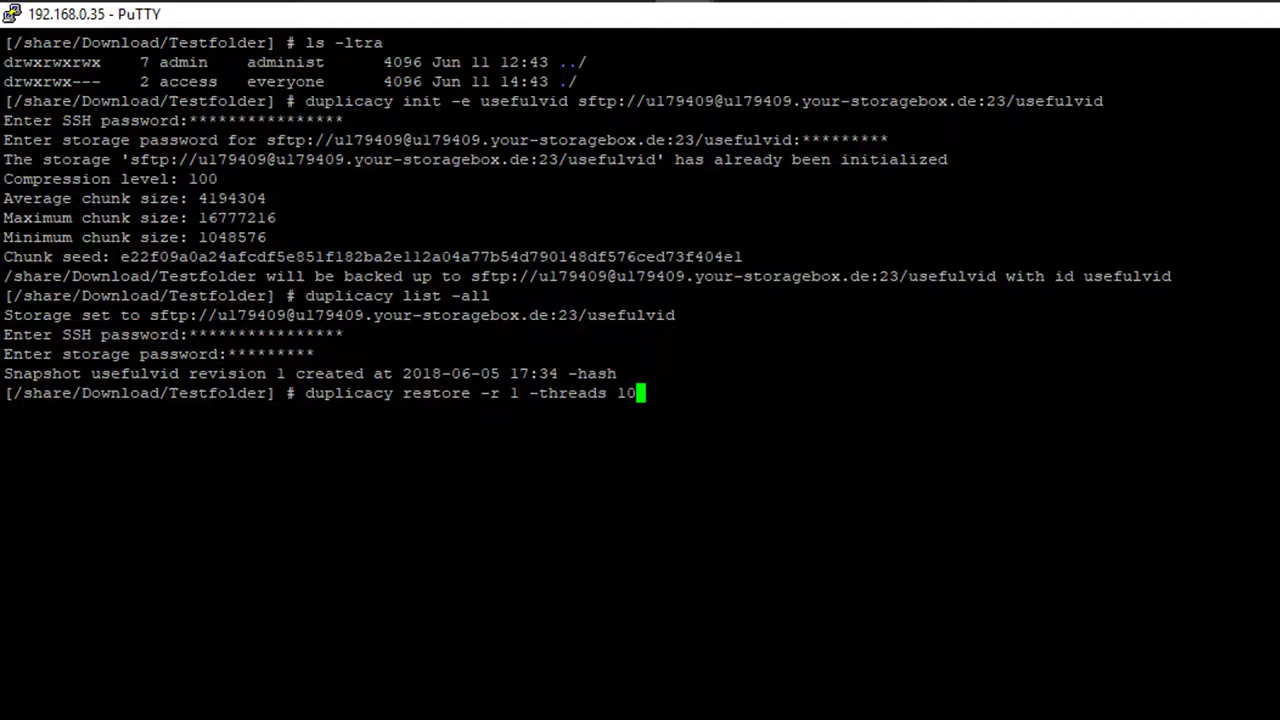 192.168.0.35 - PuTTY
[/share/Download/Testfolder] # ls -ltra
drwxrwxrwx    7 admin    administ      4096 Jun 11 12:43 ../
drwxrwx---    2 access   everyone      4096 Jun 11 14:43 ./
[/share/Download/Testfolder] # duplicacy init -e usefulvid sftp://u179409@u179409.your-storagebox.de:23/usefulvid
Enter SSH password:****************
Enter storage password for sftp://u179409@u179409.your-storagebox.de:23/usefulvid:*********
The storage 'sftp://u179409@u179409.your-storagebox.de:23/usefulvid' has already been initialized
Compression level: 100
Average chunk size: 4194304
Maximum chunk size: 16777216
Minimum chunk size: 1048576
Chunk seed: e22f09a0a24afcdf5e851f182ba2e112a04a77b54d790148df576ced73f404e1
/share/Download/Testfolder will be backed up to sftp://u179409@u179409.your-storagebox.de:23/usefulvid with id usefulvid
[/share/Download/Testfolder] # duplicacy list -all
Storage set to sftp://u179409@u179409.your-storagebox.de:23/usefulvid
Enter SSH password:****************
Enter storage password:*********
Snapshot usefulvid revision 1 created at 2018-06-05 17:34 -hash
[/share/Download/Testfolder] # duplicacy restore -r 1 -threads 10